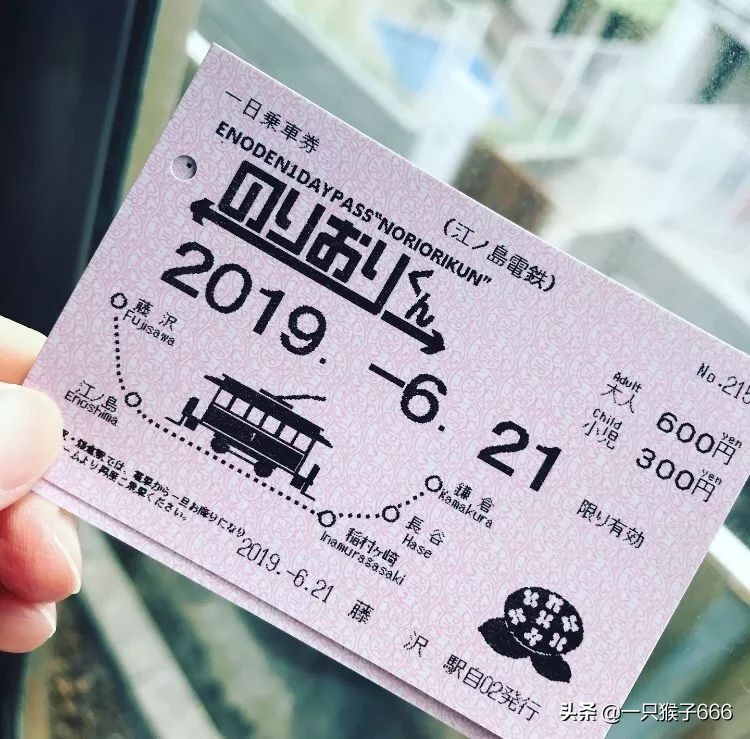 一日乗車券
ENODEN1DAYPASS"NORIORIKUN"
のりおりくん
(江ノ島電鉄)
2019.-6.21
No.215
Adult
大人 600円
yen
Child
小児 300円
yen
限り有効
藤沢
Fujisawa
江ノ島
Enoshima
稲村ヶ崎
Inamurasasaki
長谷
Hase
鎌倉
Kamakura
2019.-6.21 藤沢 駅自02発行
头条 @一只猴子666